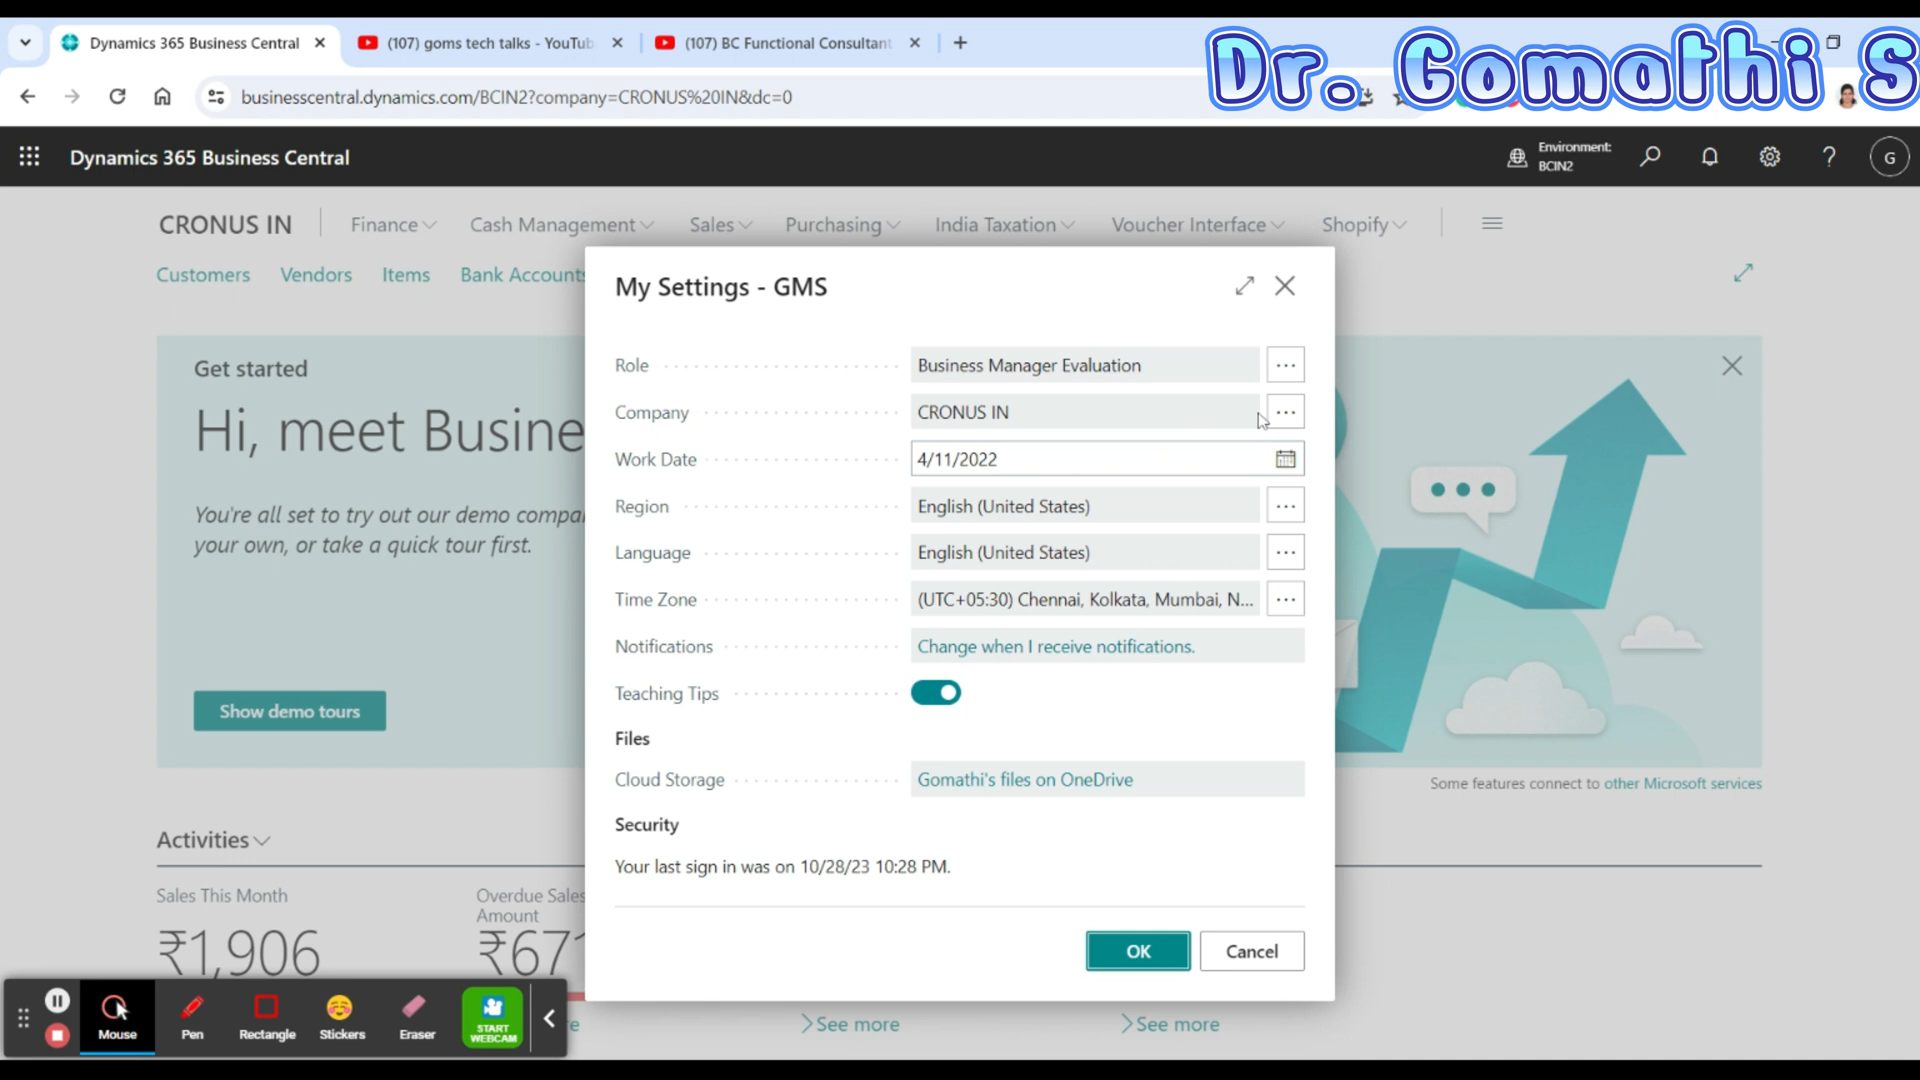 Dynamics 365 Business Central
(107) goms tech talks - YouTub
(107) BC Functional Consultant
Dr. Gomathi S
businesscentral.dynamics.com/BCIN2?company=CRONUS%20IN&dc=0
Dynamics 365 Business Central
Environment:
BCIN2
G
CRONUS IN
Finance
Cash Management
Sales
Purchasing
India Taxation
Voucher Interface
Shopify
Customers
Vendors
Items
Bank Accounts
My Settings - GMS
Role
Business Manager Evaluation
Company
CRONUS IN
Work Date
4/11/2022
Region
English (United States)
Language
English (United States)
Time Zone
(UTC+05:30) Chennai, Kolkata, Mumbai, N...
Notifications
Change when I receive notifications.
Teaching Tips
Files
Cloud Storage
Gomathi's files on OneDrive
Security
Your last sign in was on 10/28/23 10:28 PM.
OK
Cancel
Get started
Hi, meet Busine
You're all set to try out our demo compa
your own, or take a quick tour first.
Show demo tours
Some features connect to other Microsoft services
Activities
Sales This Month
₹1,906
Overdue Sales
Amount
₹671
See more
See more
Mouse
Pen
Rectangle
Stickers
Eraser
START
WEBCAM